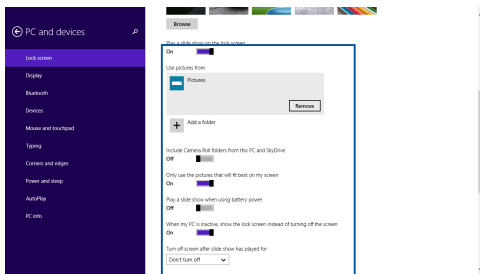 PC and devices
Lock screen
Display
Bluetooth
Devices
Mouse and touchpad
Typing
Corners and edges
Power and sleep
AutoPlay
PC info
Browse
Play a slide show on the lock screen
On
Use pictures from
Pictures
Remove
Add a folder
Include Camera Roll folders from this PC and SkyDrive
Off
Only use the pictures that will fit best on my screen
On
Play a slide show when using battery power
Off
When my PC is inactive, show the lock screen instead of turning off the screen
On
Turn off screen after slide show has played for
Don't turn off